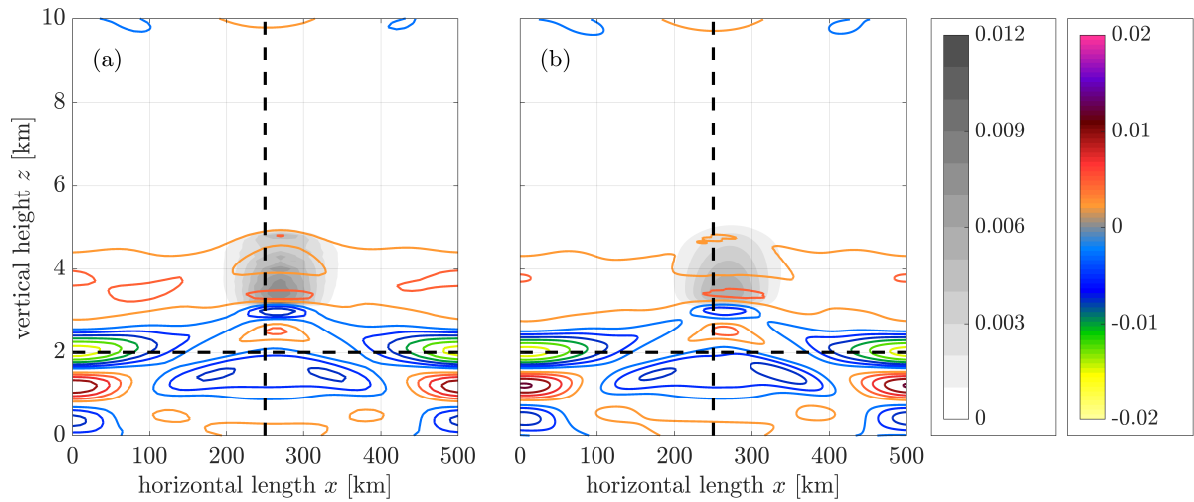 (a)
10
8
6
4
2
0
vertical height z [km]
0 100 200 300 400 500
horizontal length x [km]
(b)
0 100 200 300 400 500
horizontal length x [km]
0.012
0.009
0.006
0.003
0
0.02
0.01
0
-0.01
-0.02